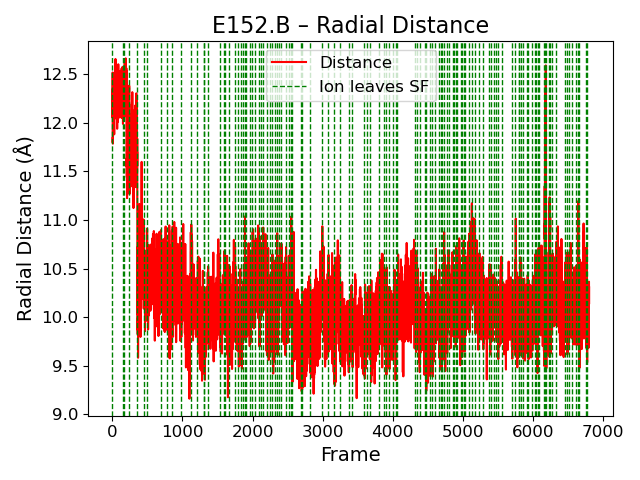 E152.B – Radial Distance
Distance
Ion leaves SF
Radial Distance (Å)
12.5
12.0
11.5
11.0
10.5
10.0
9.5
9.0
0 1000 2000 3000 4000 5000 6000 7000
Frame